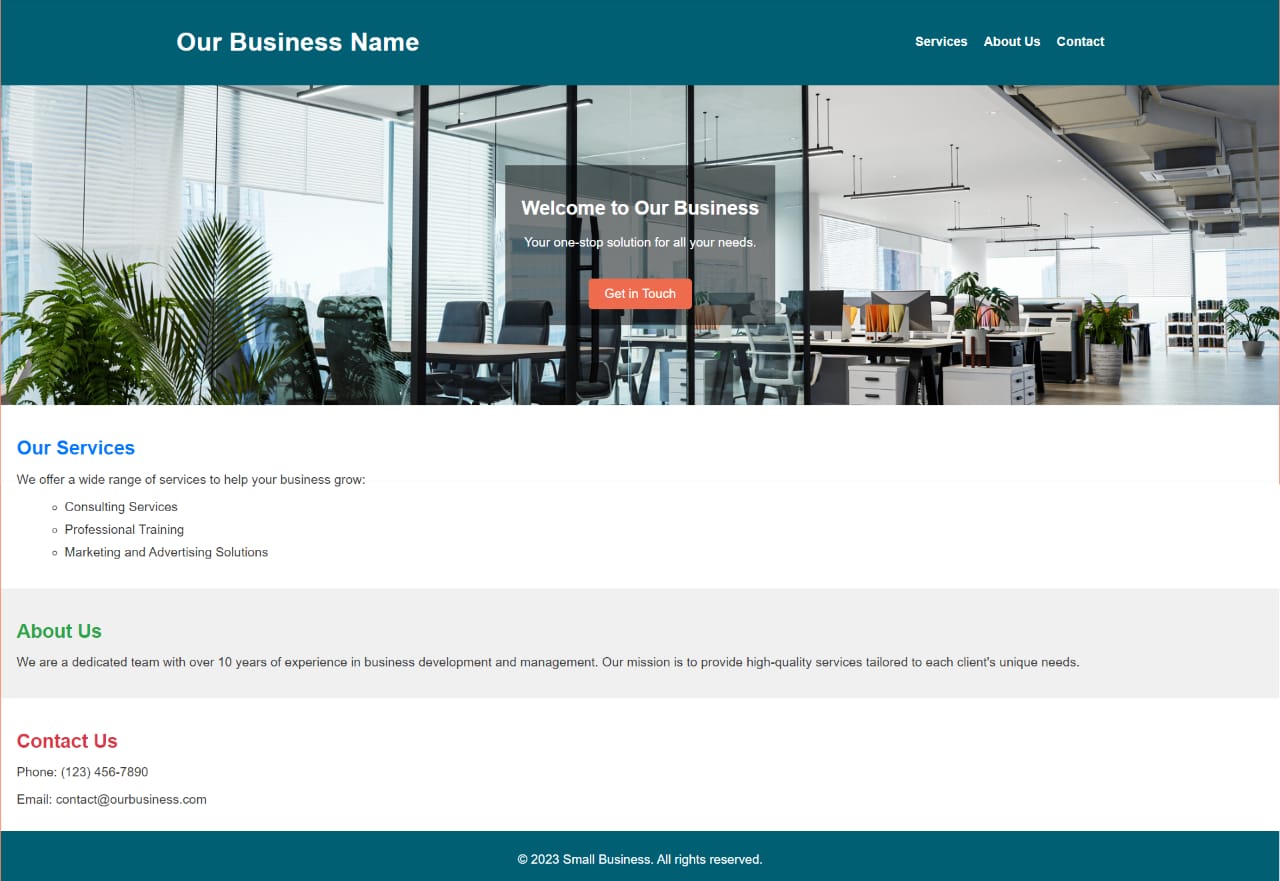 Our Business Name
Services About Us Contact
Welcome to Our Business
Your one-stop solution for all your needs.
Get in Touch
Our Services
We offer a wide range of services to help your business grow:
Consulting Services
Professional Training
Marketing and Advertising Solutions
About Us
We are a dedicated team with over 10 years of experience in business development and management. Our mission is to provide high-quality services tailored to each client's unique needs.
Contact Us
Phone: (123) 456-7890
Email: contact@ourbusiness.com
© 2023 Small Business. All rights reserved.